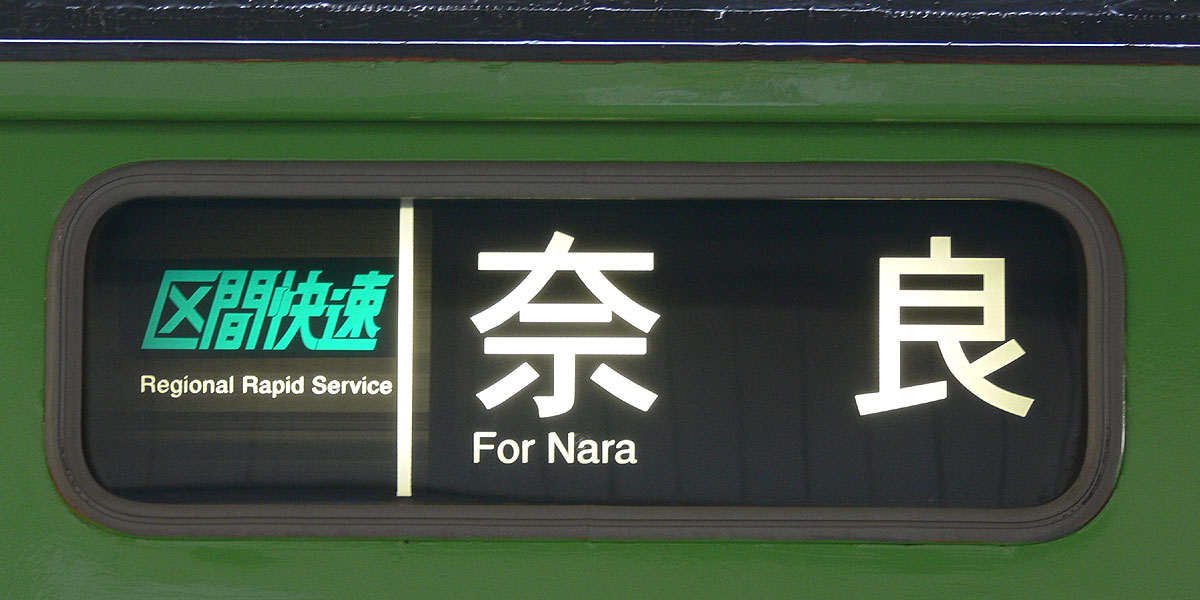 区間快速
Regional Rapid Service
奈良
For Nara